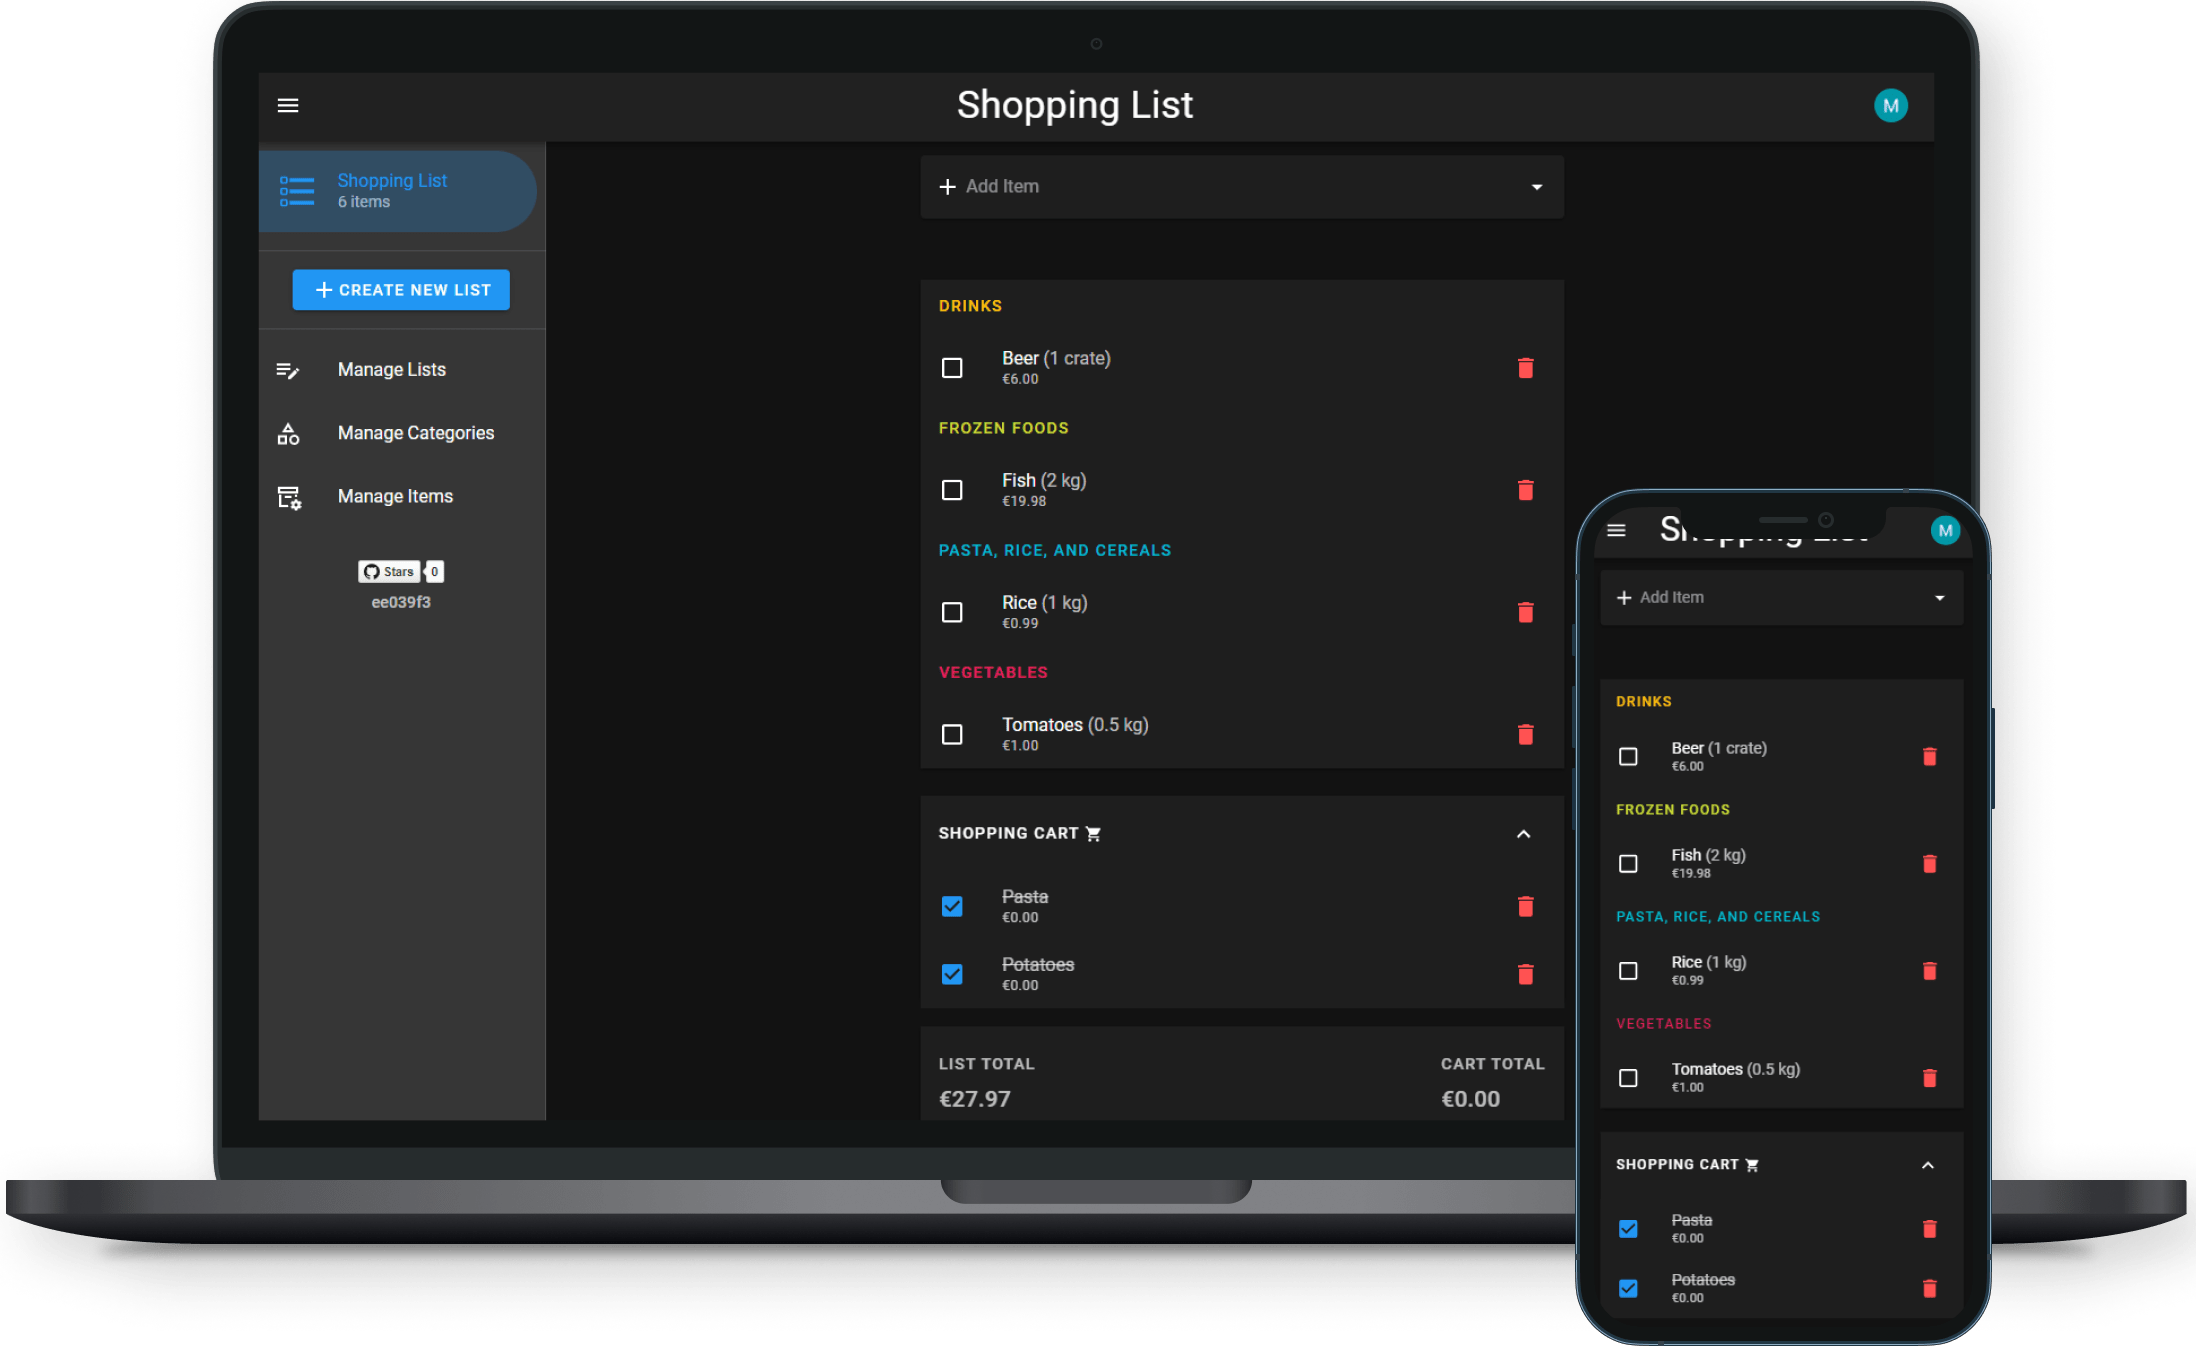 Shopping List
M
Shopping List
6 items
CREATE NEW LIST
Manage Lists
Manage Categories
Manage Items
Stars 0
ee039f3
Add Item
DRINKS
Beer (1 crate)
€6.00
FROZEN FOODS
Fish (2 kg)
€19.98
PASTA, RICE, AND CEREALS
Rice (1 kg)
€0.99
VEGETABLES
Tomatoes (0.5 kg)
€1.00
SHOPPING CART
Pasta
€0.00
Potatoes
€0.00
LIST TOTAL
€27.97
CART TOTAL
€0.00
Shopping List
M
Add Item
DRINKS
Beer (1 crate)
€6.00
FROZEN FOODS
Fish (2 kg)
€19.98
PASTA, RICE, AND CEREALS
Rice (1 kg)
€0.99
VEGETABLES
Tomatoes (0.5 kg)
€1.00
SHOPPING CART
Pasta
€0.00
Potatoes
€0.00